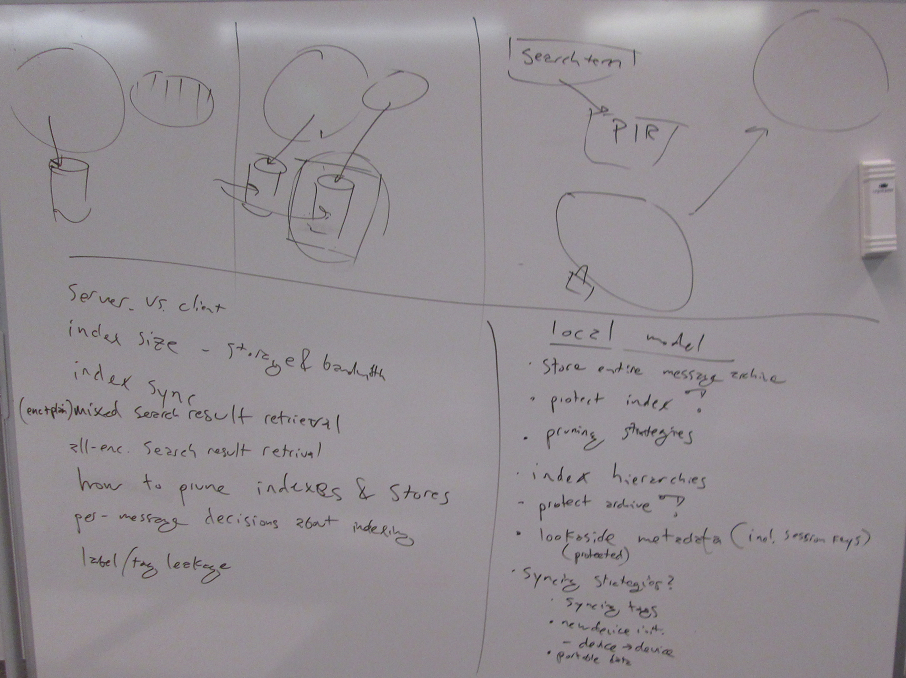 Search term
PIR
Server vs. client
index size - storage & bandwidth
index sync
(enc+plain) mixed search result retrieval
all-enc. search result retrival
how to prune indexes & stores
per-message decisions about indexing
label/tag leakage
local model
· store entire message archive
· protect index ?
· pruning strategies
· index hierarchies
- protect archive ?
· lookaside metadata (incl. session keys)
(protected)
· Syncing strategies?
· syncing tags
· new device init.
- device → device
· portable